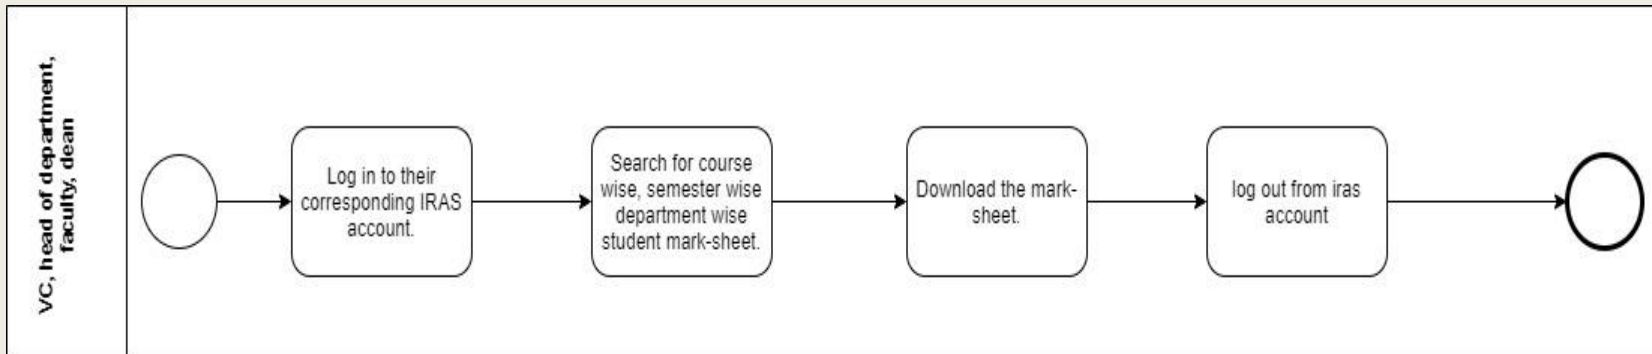 VC, head of department,
faculty, dean
Log in to their
corresponding IRAS
account.
Search for course
wise, semester wise
department wise
student mark-sheet.
Download the mark-
sheet.
log out from iras
account